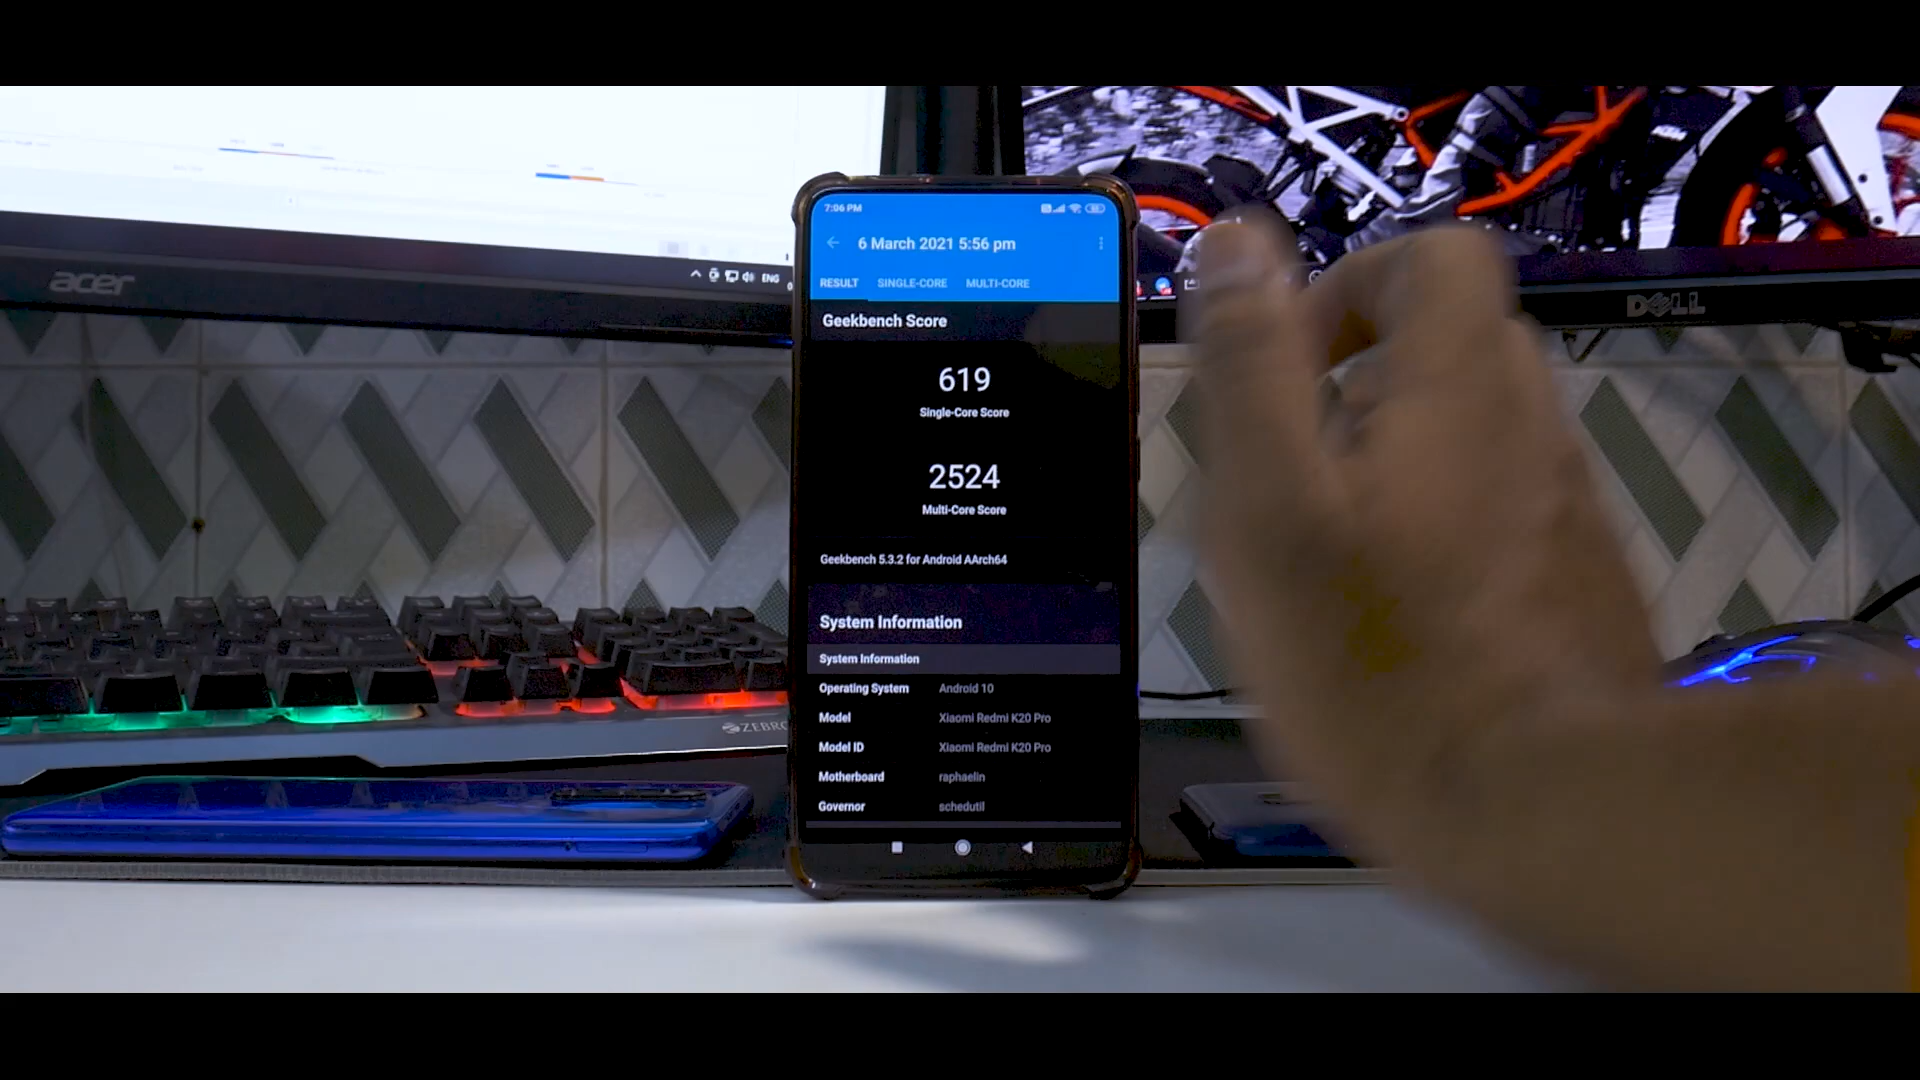 acer
ENG
KTM
DELL
7:06 PM
6 March 2021 5:56 pm
RESULT SINGLE-CORE MULTI-CORE
Geekbench Score
619
Single-Core Score
2524
Multi-Core Score
Geekbench 5.3.2 for Android AArch64
System Information
System Information
Operating System Android 10
Model Xiaomi Redmi K20 Pro
Model ID Xiaomi Redmi K20 Pro
Motherboard raphaelin
Governor schedutil